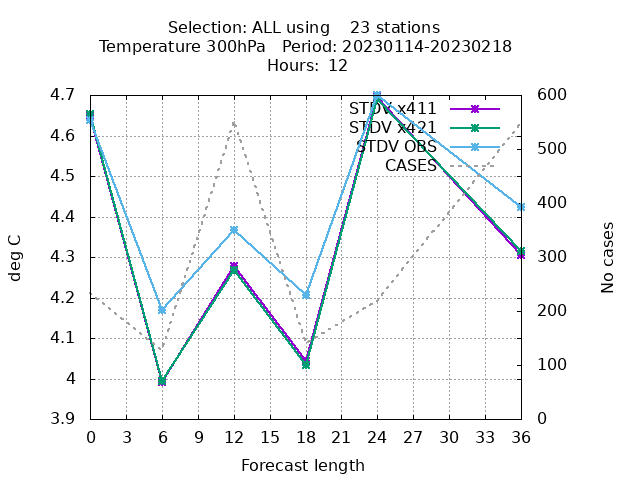 Selection: ALL using 23 stations
Temperature 300hPa Period: 20230114-20230218
Hours: 12
4.7
4.6
4.5
4.4
4.3
4.2
4.1
4
3.9
600
500
400
300
200
100
0
STDV x411
STDV x421
STDV OBS
CASES
deg C
No cases
0 3 6 9 12 15 18 21 24 27 30 33 36
Forecast length